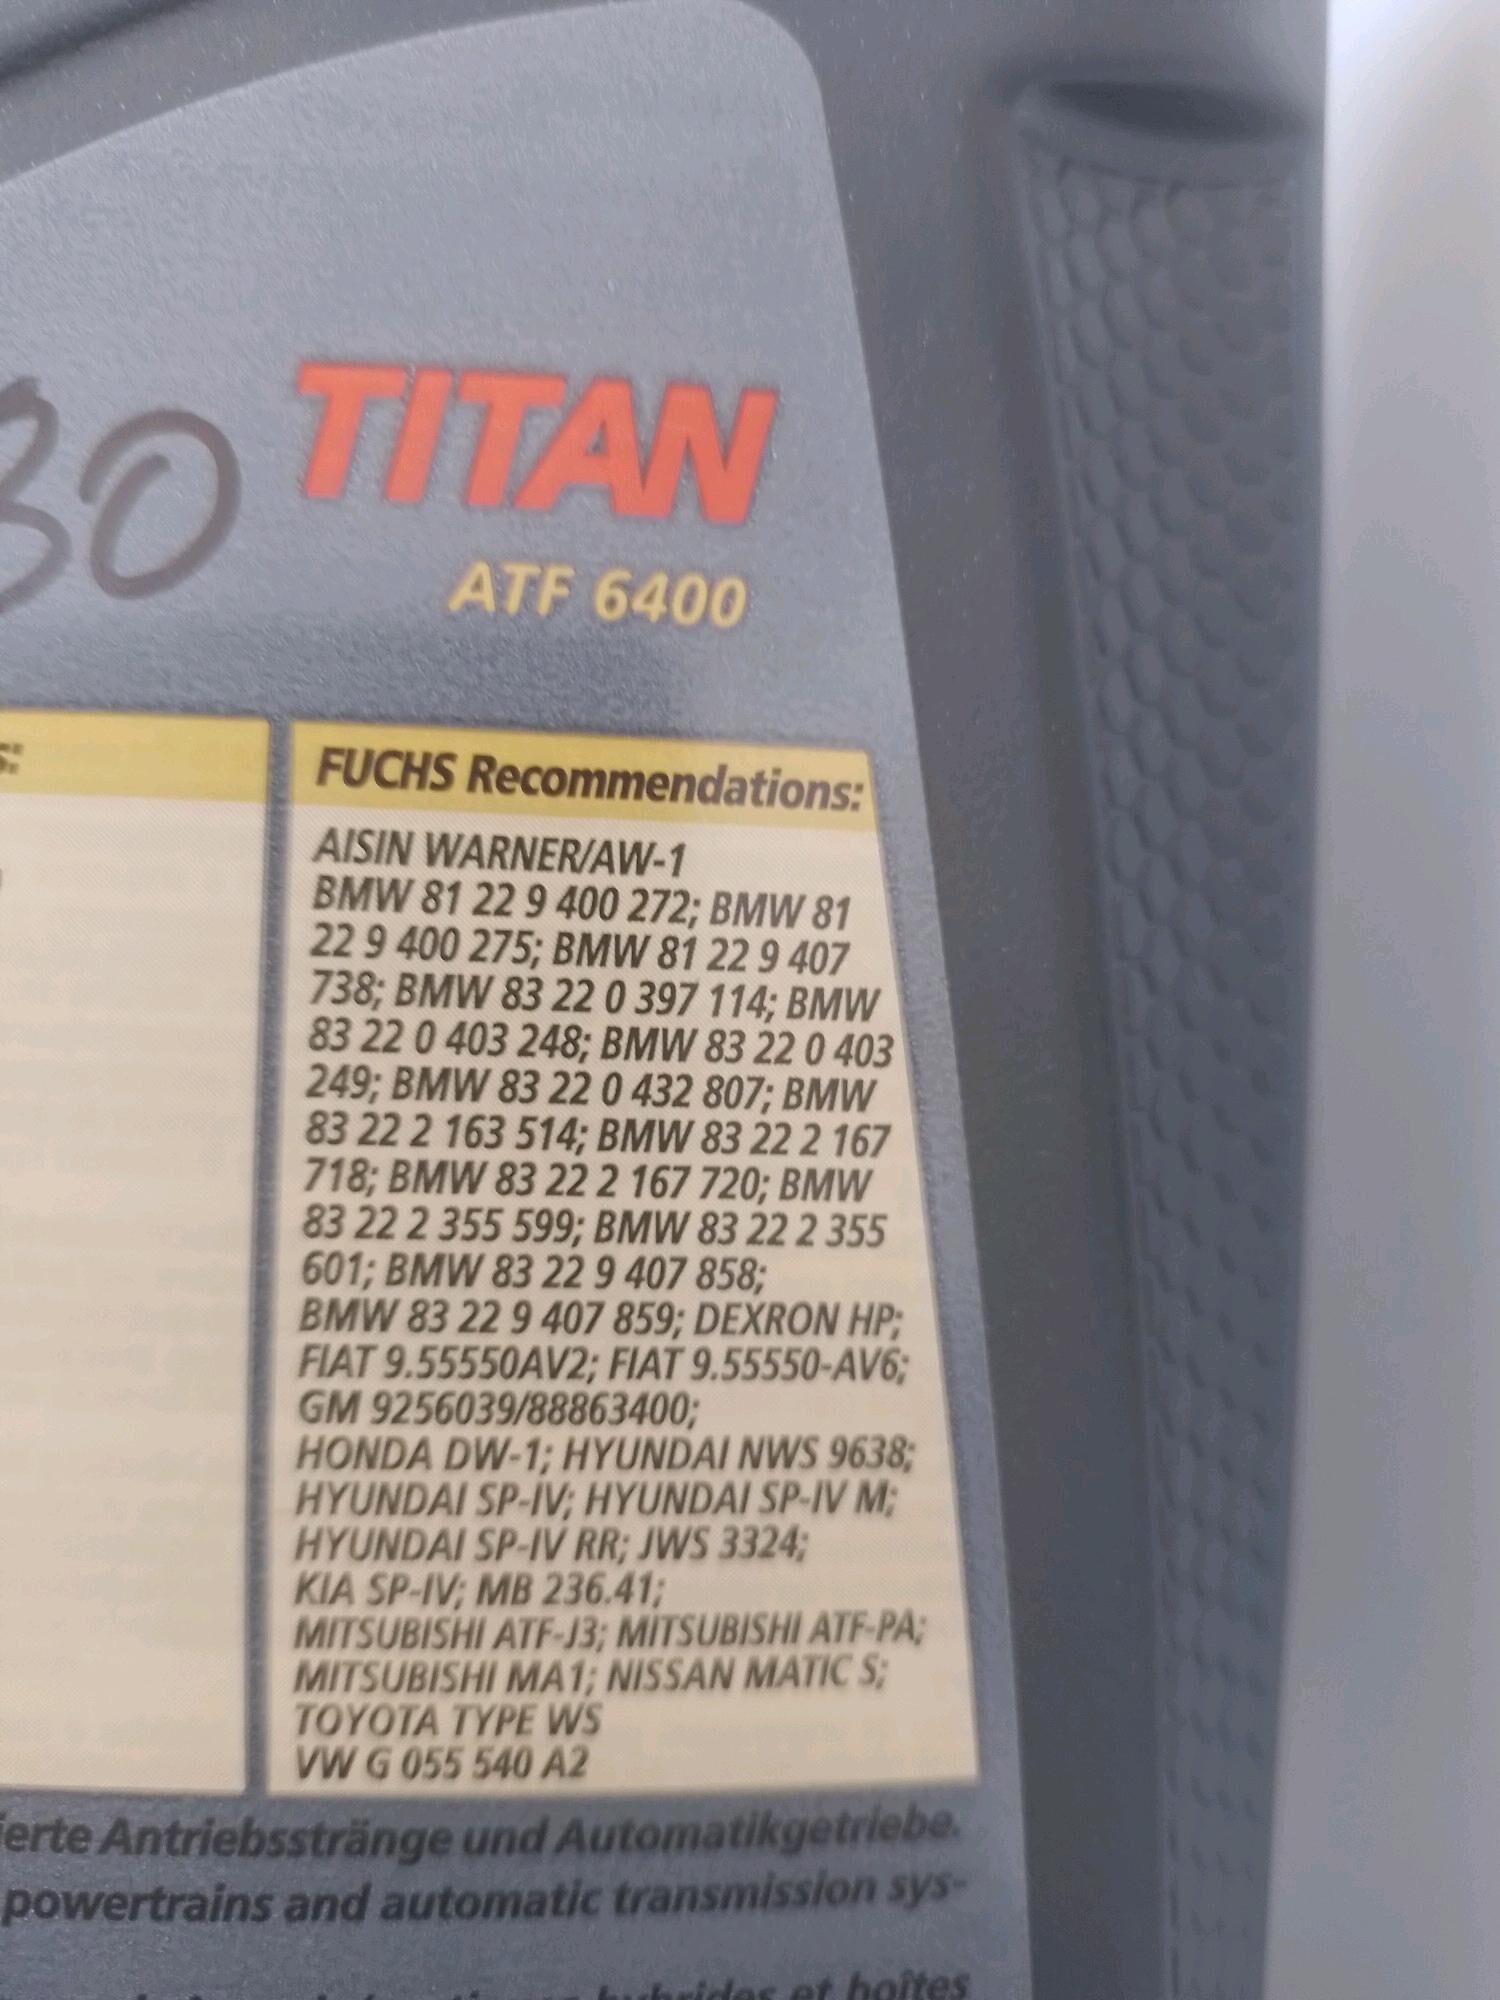 30
TITAN
ATF 6400
FUCHS Recommendations:
AISIN WARNER/AW-1
BMW 81 22 9 400 272; BMW 81
22 9 400 275; BMW 81 22 9 407
738; BMW 83 22 0 397 114; BMW
83 22 0 403 248; BMW 83 22 0 403
249; BMW 83 22 0 432 807; BMW
83 22 2 163 514; BMW 83 22 2 167
718; BMW 83 22 2 167 720; BMW
83 22 2 355 599; BMW 83 22 2 355
601; BMW 83 22 9 407 858;
BMW 83 22 9 407 859; DEXRON HP;
FIAT 9.55550AV2; FIAT 9.55550-AV6;
GM 9256039/88863400;
HONDA DW-1; HYUNDAI NWS 9638;
HYUNDAI SP-IV; HYUNDAI SP-IV M;
HYUNDAI SP-IV RR; JWS 3324;
KIA SP-IV; MB 236.41;
MITSUBISHI ATF-J3; MITSUBISHI ATF-PA;
MITSUBISHI MA1; NISSAN MATIC S;
TOYOTA TYPE WS
VW G 055 540 A2
ierte Antriebsstränge und Automatikgetriebe.
powertrains and automatic transmission sys-
hybrides et boîtes